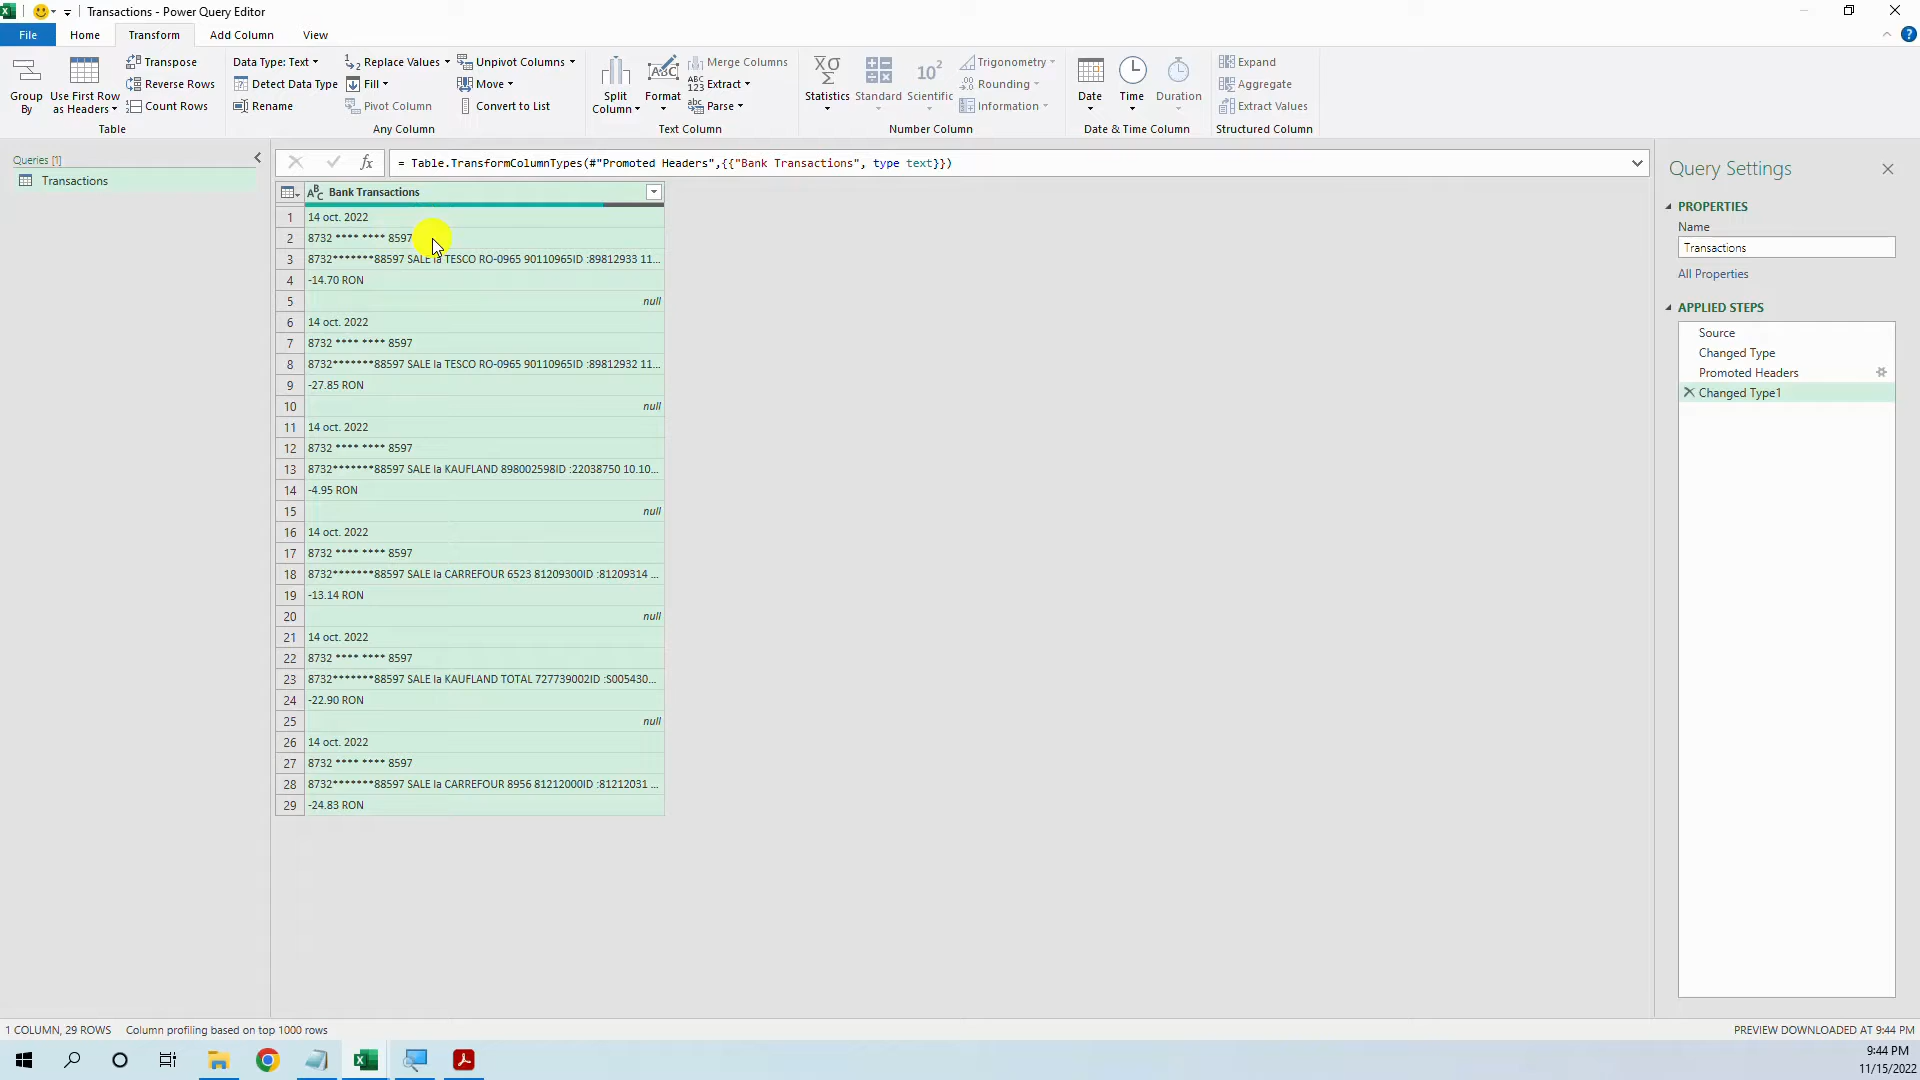 Transactions - Power Query Editor
File Home Transform Add Column View
Group By
Use First Row as Headers
Transpose
Reverse Rows
Count Rows
Table
Data Type: Text
Detect Data Type
Rename
Replace Values
Fill
Pivot Column
Unpivot Columns
Move
Convert to List
Any Column
Split Column
Format
ABC
Merge Columns
ABC 123 Extract
abc Parse
Text Column
XΣ
σ
Statistics
Standard
10²
Scientific
Trigonometry
Rounding
Information
Number Column
Date
Time
Duration
Date & Time Column
Expand
Aggregate
Extract Values
Structured Column
Queries [1]
Transactions
fx = Table.TransformColumnTypes(#"Promoted Headers",{{"Bank Transactions", type text}})
ABC Bank Transactions
1 14 oct. 2022
2 8732 **** **** 8597
3 8732*******88597 SALE la TESCO RO-0965 90110965ID :89812933 11...
4 -14.70 RON
5 null
6 14 oct. 2022
7 8732 **** **** 8597
8 8732*******88597 SALE la TESCO RO-0965 90110965ID :89812932 11...
9 -27.85 RON
10 null
11 14 oct. 2022
12 8732 **** **** 8597
13 8732*******88597 SALE la KAUFLAND 898002598ID :22038750 10.10...
14 -4.95 RON
15 null
16 14 oct. 2022
17 8732 **** **** 8597
18 8732*******88597 SALE la CARREFOUR 6523 81209300ID :81209314 ...
19 -13.14 RON
20 null
21 14 oct. 2022
22 8732 **** **** 8597
23 8732*******88597 SALE la KAUFLAND TOTAL 727739002ID :S005430...
24 -22.90 RON
25 null
26 14 oct. 2022
27 8732 **** **** 8597
28 8732*******88597 SALE la CARREFOUR 8956 81212000ID :81212031 ...
29 -24.83 RON
Query Settings
PROPERTIES
Name
Transactions
All Properties
APPLIED STEPS
Source
Changed Type
Promoted Headers
Changed Type1
1 COLUMN, 29 ROWS Column profiling based on top 1000 rows
PREVIEW DOWNLOADED AT 9:44 PM
9:44 PM
11/15/2022